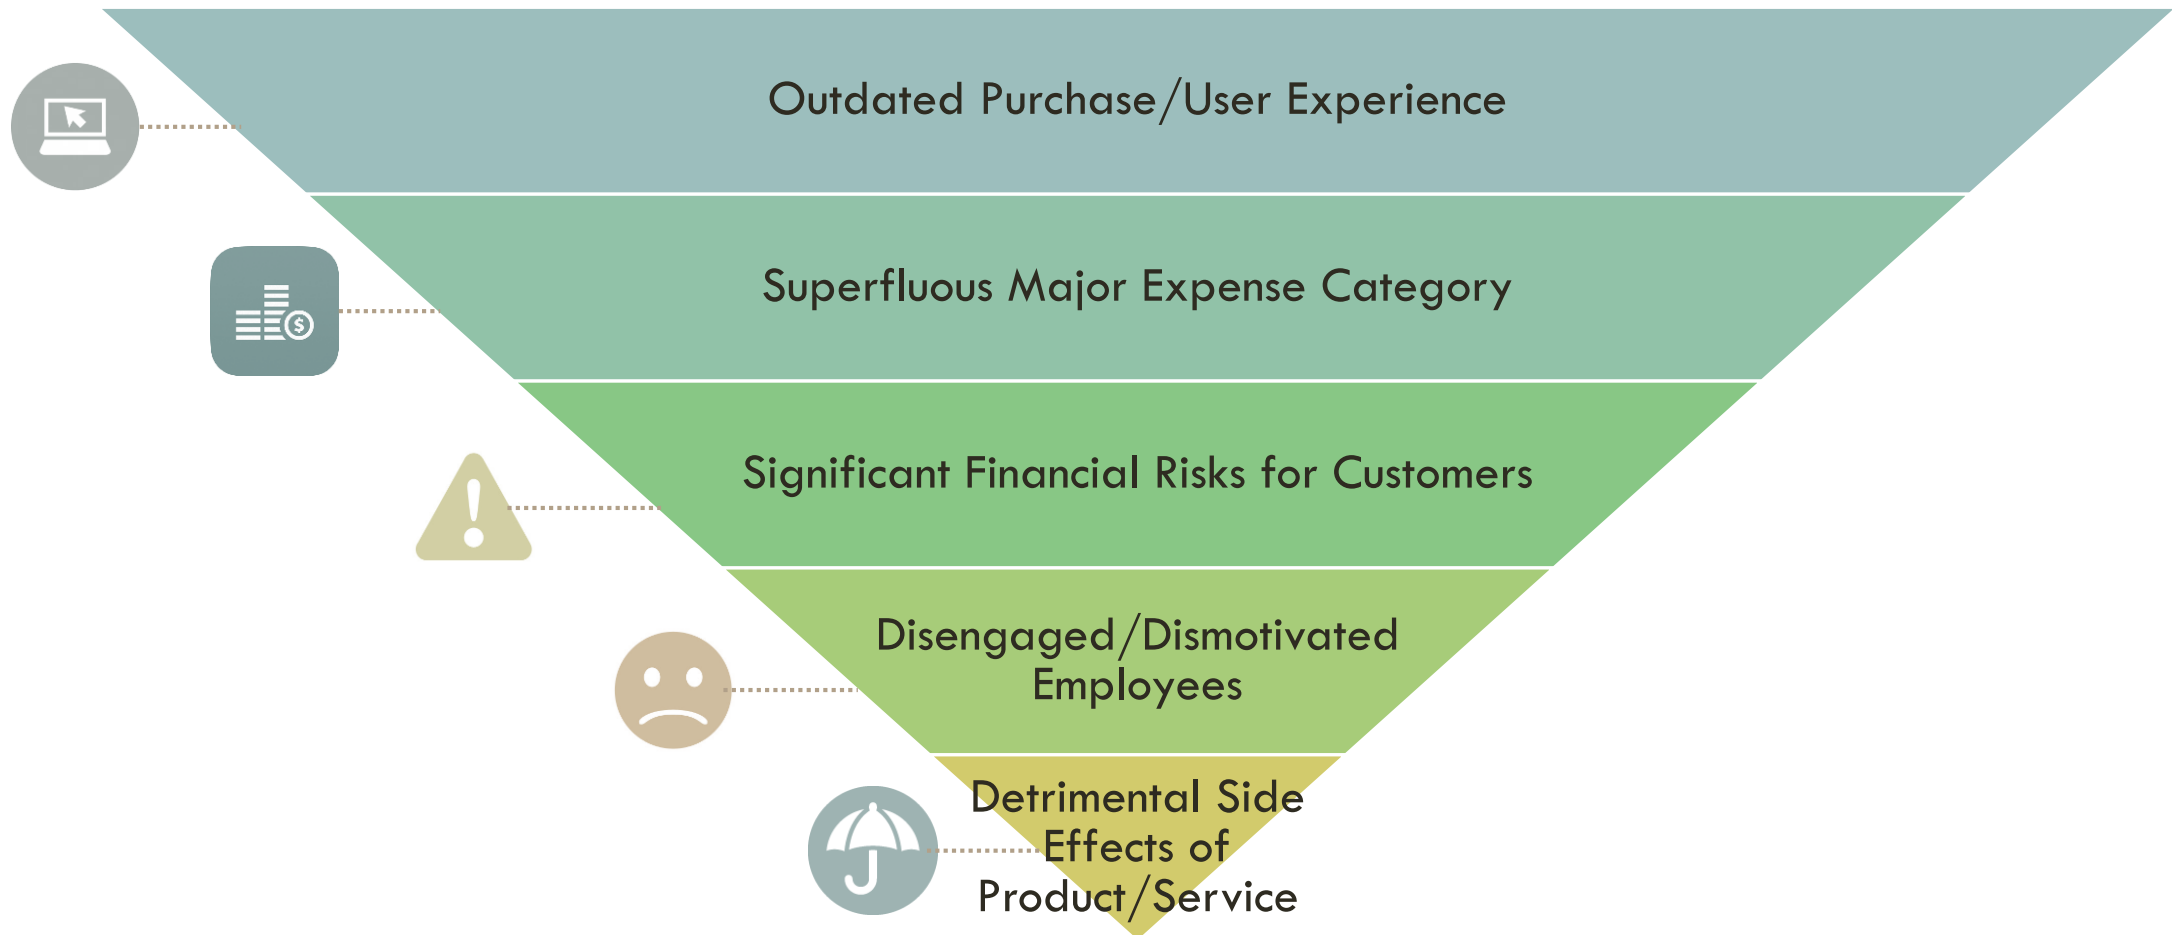 Outdated Purchase/User Experience
Superfluous Major Expense Category
$
Significant Financial Risks for Customers
!
Disengaged/Dismotivated
Employees
Detrimental Side
Effects of
Product/Service